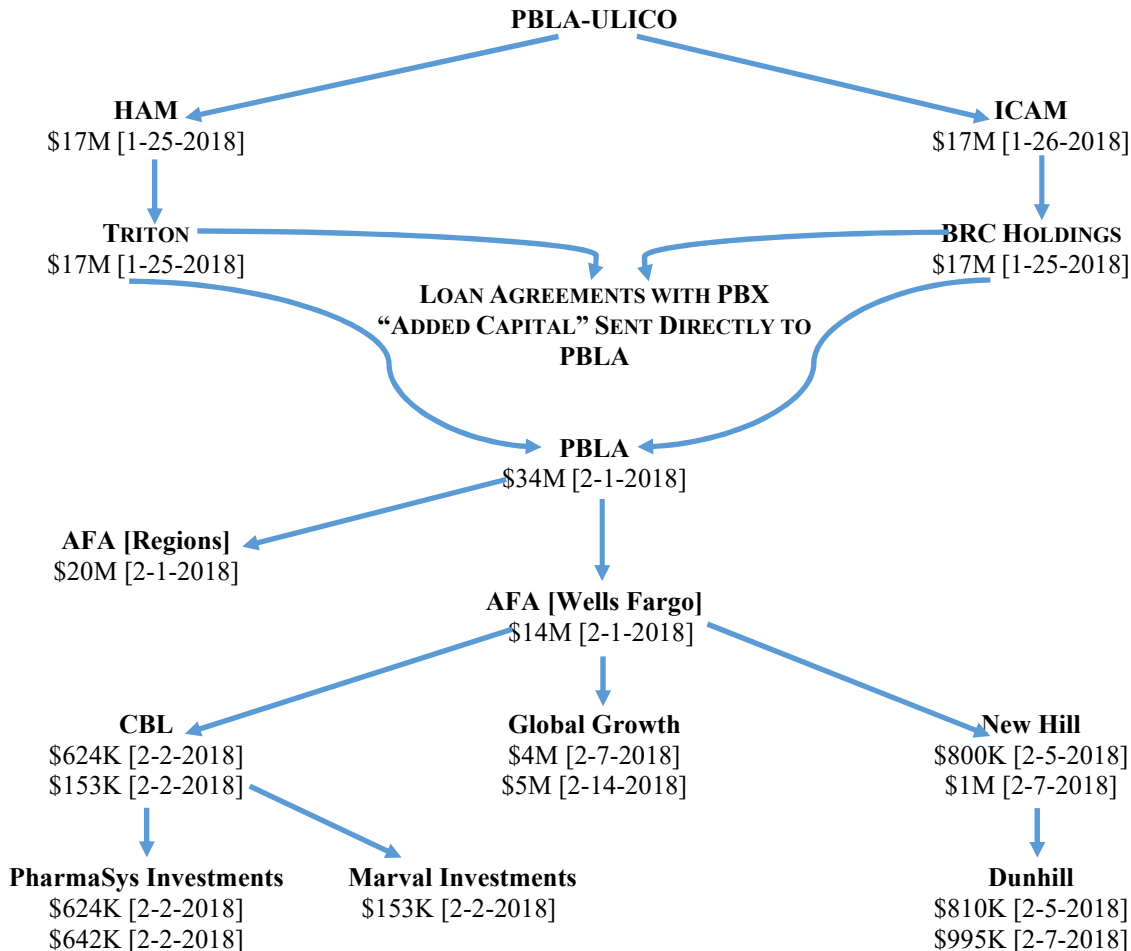 PBLA-ULICO
HAM
$17M [1-25-2018]
ICAM
$17M [1-26-2018]
TRITON
$17M [1-25-2018]
BRC HOLDINGS
$17M [1-25-2018]
LOAN AGREEMENTS WITH PBX
“ADDED CAPITAL” SENT DIRECTLY TO
PBLA
PBLA
$34M [2-1-2018]
AFA [Regions]
$20M [2-1-2018]
AFA [Wells Fargo]
$14M [2-1-2018]
CBL
$624K [2-2-2018]
$153K [2-2-2018]
Global Growth
$4M [2-7-2018]
$5M [2-14-2018]
New Hill
$800K [2-5-2018]
$1M [2-7-2018]
PharmaSys Investments
$624K [2-2-2018]
$642K [2-2-2018]
Marval Investments
$153K [2-2-2018]
Dunhill
$810K [2-5-2018]
$995K [2-7-2018]